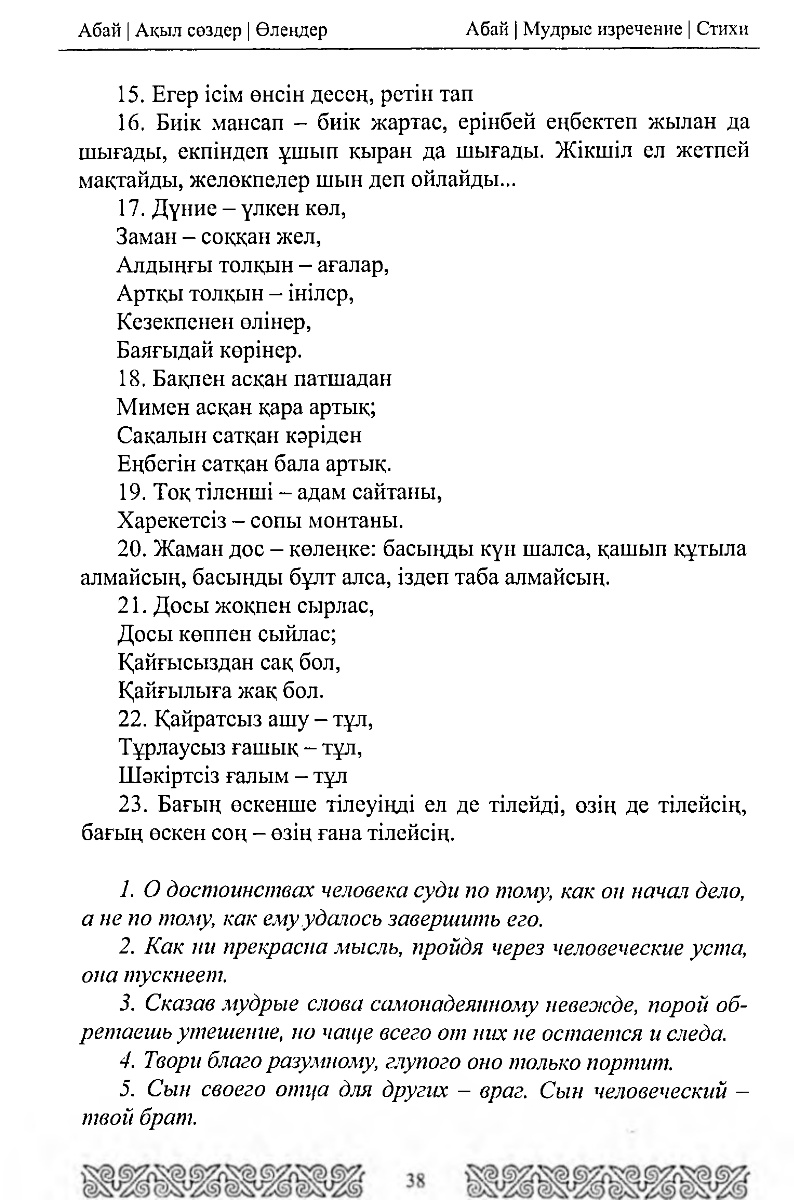 Абай | Ақыл сөздер | Өлеңдер
Абай | Мудрые изречение | Стихи
15. Егер ісім өнсін десең, ретін тап
16. Биік мансап – биік жартас, ерінбей еңбектеп жылан да
шығады, екпіндеп ұшып кыран да шығады. Жікшіл ел жетпей
мақтайды, желөкпелер шын деп ойлайды...
17. Дүние – үлкен көл,
Заман – соққан жел,
Алдыңғы толқын – ағалар,
Артқы толқын – інілер,
Кезекпенен өлінер,
Баяғыдай көрінер.
18. Бақпен асқан патшадан
Мимен асқан қара артық;
Сақалын сатқан кәріден
Еңбегін сатқан бала артық.
19. Тоқ тіленші – адам сайтаны,
Харекетсіз – сопы монтаны.
20. Жаман дос – көлеңке: басыңды күн шалса, қашып құтыла
алмайсың, басыңды бұлт алса, іздеп таба алмайсың.
21. Досы жоқпен сырлас,
Досы көппен сыйлас;
Қайғысыздан сақ бол,
Қайғылыға жақ бол.
22. Қайратсыз ашу – тұл,
Тұрлаусыз ғашық – тұл,
Шәкіртсіз ғалым – тұл
23. Бағың өскенше тілеуіңді ел де тілейді, өзің де тілейсің,
бағың өскен соң – өзің ғана тілейсің.
1. О достоинствах человека суди по тому, как он начал дело,
а не по тому, как ему удалось завершить его.
2. Как ни прекрасна мысль, пройдя через человеческие уста,
она тускнеет.
3. Сказав мудрые слова самонадеянному невежде, порой об-
ретаешь утешение, но чаще всего от них не остается и следа.
4. Твори благо разумному, глупого оно только портит.
5. Сын своего отца для других – враг. Сын человеческий –
твой брат.
38